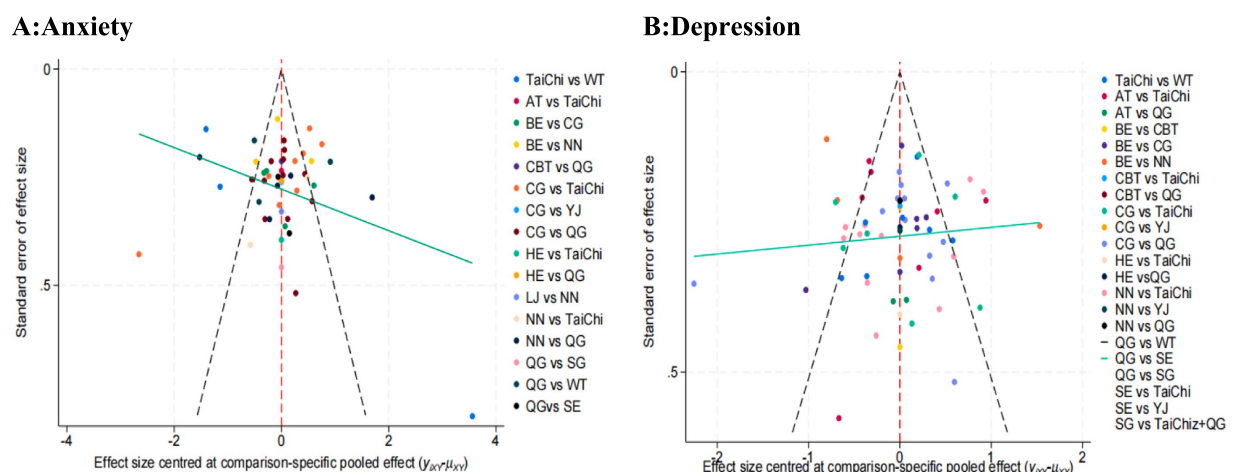 A:Anxiety
0
.5
Standard error of effect size
-4
-2
0
2
4
Effect size centred at comparison-specific pooled effect (yiXY-μXY)
TaiChi vs WT
AT vs TaiChi
BE vs CG
BE vs NN
CBT vs QG
CG vs TaiChi
CG vs YJ
CG vs QG
HE vs TaiChi
HE vs QG
LJ vs NN
NN vs TaiChi
NN vs QG
QG vs SG
QG vs WT
QGvs SE
B:Depression
0
.5
Standard error of effect size
-2
-1
0
1
2
Effect size centred at comparison-specific pooled effect (yiXY-μXY)
TaiChi vs WT
AT vs TaiChi
AT vs QG
BE vs CBT
BE vs CG
BE vs NN
CBT vs TaiChi
CBT vs QG
CG vs TaiChi
CG vs YJ
CG vs QG
HE vs TaiChi
HE vsQG
NN vs TaiChi
NN vs YJ
NN vs QG
QG vs WT
QG vs SE
QG vs SG
SE vs TaiChi
SE vs YJ
SG vs TaiChiz+QG